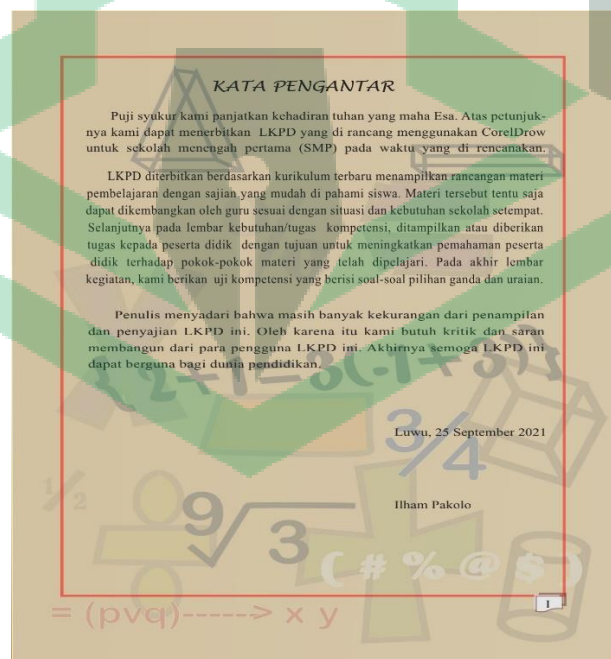 KATA PENGANTAR
Puji syukur kami panjatkan kehadiran tuhan yang maha Esa. Atas petunjuk-
nya kami dapat menerbitkan LKPD yang di rancang menggunakan CorelDrow
untuk sekolah menengah pertama (SMP) pada waktu yang di rencanakan.
LKPD diterbitkan berdasarkan kurikulum terbaru menampilkan rancangan materi
pembelajaran dengan sajian yang mudah di pahami siswa. Materi tersebut tentu saja
dapat dikembangkan oleh guru sesuai dengan situasi dan kebutuhan sekolah setempat.
Selanjutnya pada lembar kebutuhan/tugas kompetensi, ditampilkan atau diberikan
tugas kepada peserta didik dengan tujuan untuk meningkatkan pemahaman peserta
didik terhadap pokok-pokok materi yang telah dipelajari. Pada akhir lembar
kegiatan, kami berikan uji kompetensi yang berisi soal-soal pilihan ganda dan uraian.
Penulis menyadari bahwa masih banyak kekurangan dari penampilan
dan penyajian LKPD ini. Oleh karena itu kami butuh kritik dan saran
membangun dari para pengguna LKPD ini. Akhirnya semoga LKPD ini
dapat berguna bagi dunia pendidikan.
{2+1=3(-1+3)}
Luwu, 25 September 2021
3/4
1/2
Ilham Pakolo
9√3
( # % @ $ )
I
= (pvq)-----> x y